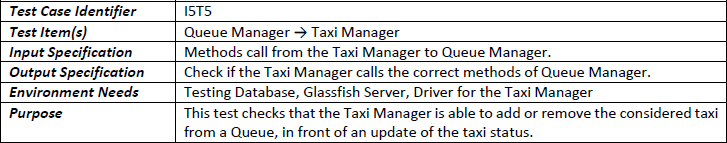 Test Case Identifier I5T5
Test Item(s) Queue Manager → Taxi Manager
Input Specification Methods call from the Taxi Manager to Queue Manager.
Output Specification Check if the Taxi Manager calls the correct methods of Queue Manager.
Environment Needs Testing Database, Glassfish Server, Driver for the Taxi Manager
Purpose This test checks that the Taxi Manager is able to add or remove the considered taxi
from a Queue, in front of an update of the taxi status.